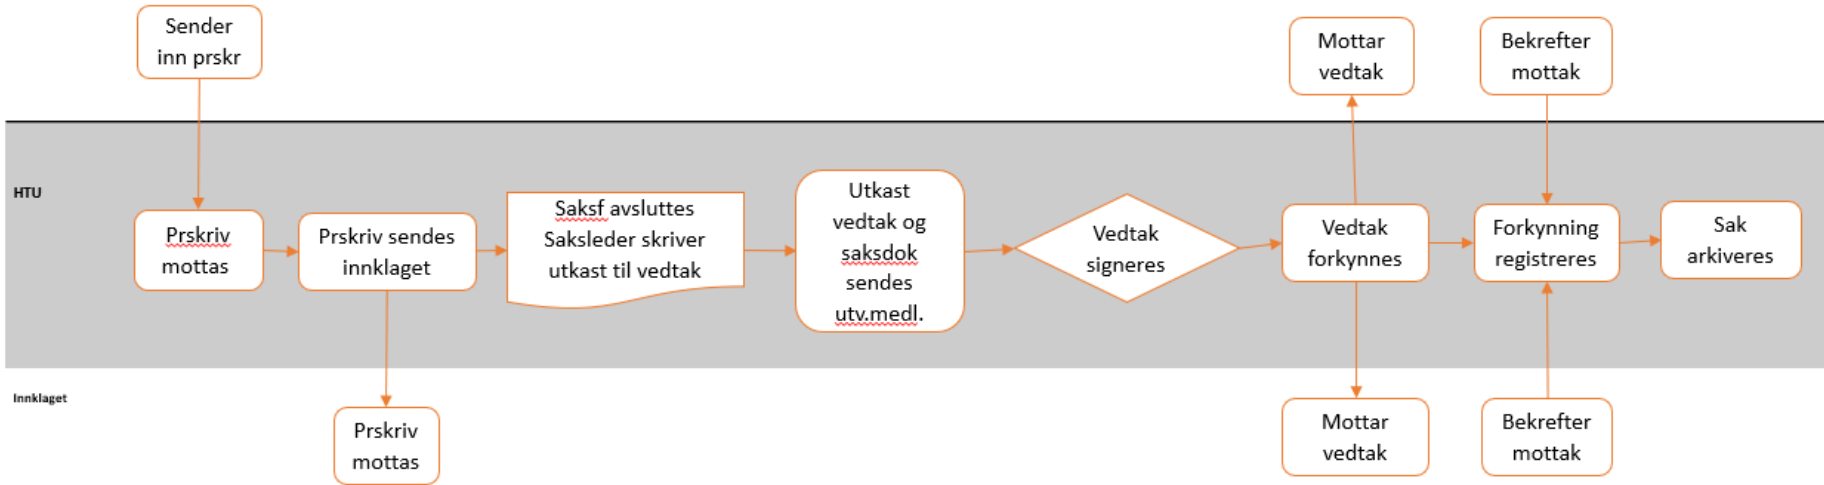 Sender
inn prskr
Mottar
vedtak
Bekrefter
mottak
HTU
Prskriv
mottas
Prskriv sendes
innklaget
Saksf avsluttes
Saksleder skriver
utkast til vedtak
Utkast
vedtak og
saksdok
sendes
utv.medl.
Vedtak
signeres
Vedtak
forkynnes
Forkynning
registreres
Sak
arkiveres
Innklaget
Prskriv
mottas
Mottar
vedtak
Bekrefter
mottak